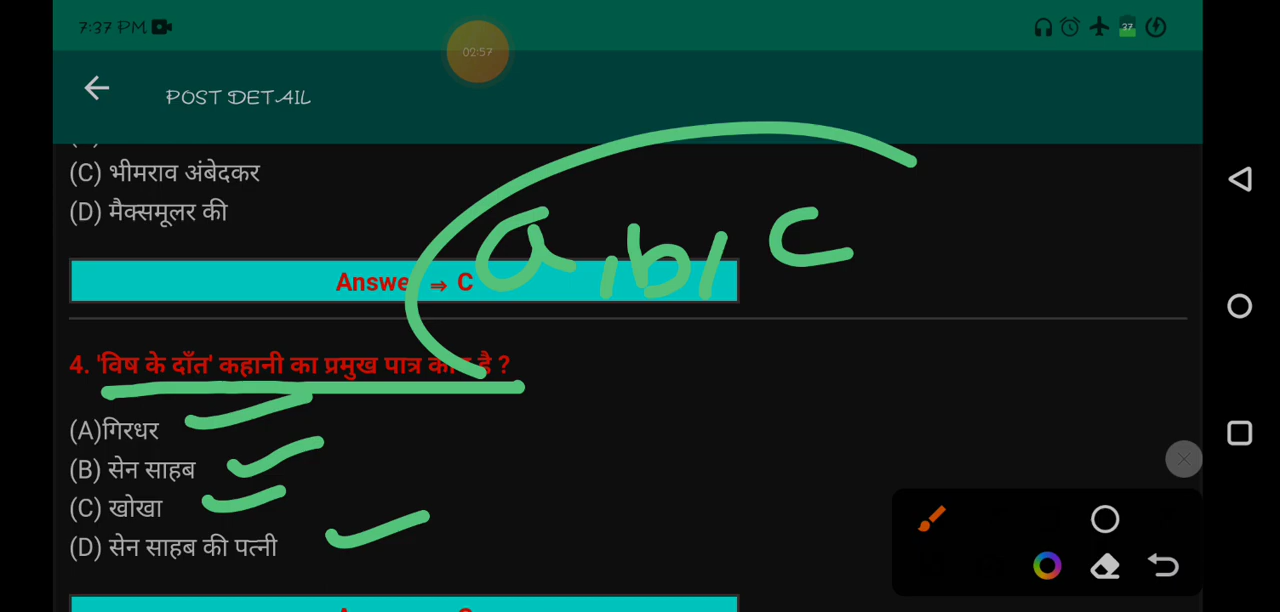 7:37 PM
37
02:57
POST DETAIL
(C) भीमराव अंबेदकर
(D) मैक्समूलर की
Answe ⇒ C
a, b, c
4. 'विष के दाँत' कहानी का प्रमुख पात्र है ?
(A)गिरधर
(B) सेन साहब
(C) खोखा
(D) सेन साहब की पत्नी